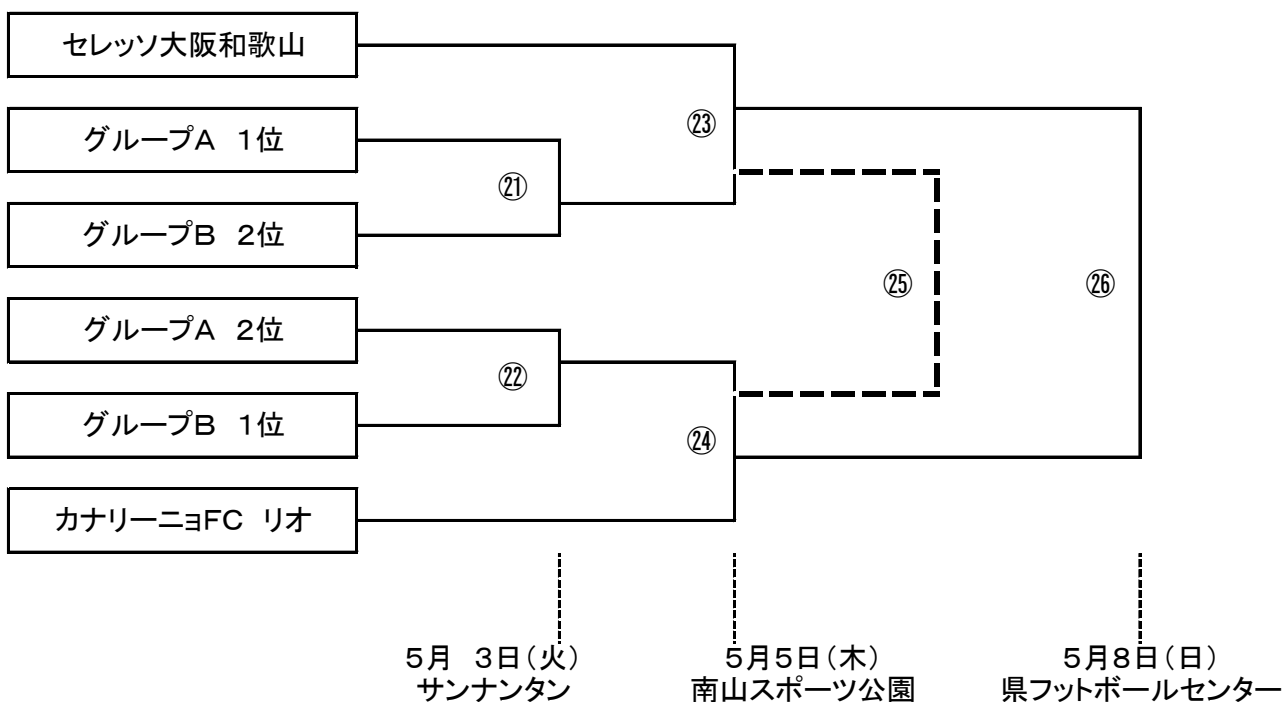 セレッソ大阪和歌山
㉓
グループA　1位
㉑
グループB　2位
㉕
㉖
グループA　2位
㉒
グループB　1位
㉔
カナリーニョFC　リオ
5月　3日(火)
サンナンタン
5月5日(木)
南山スポーツ公園
5月8日(日)
県フットボールセンター